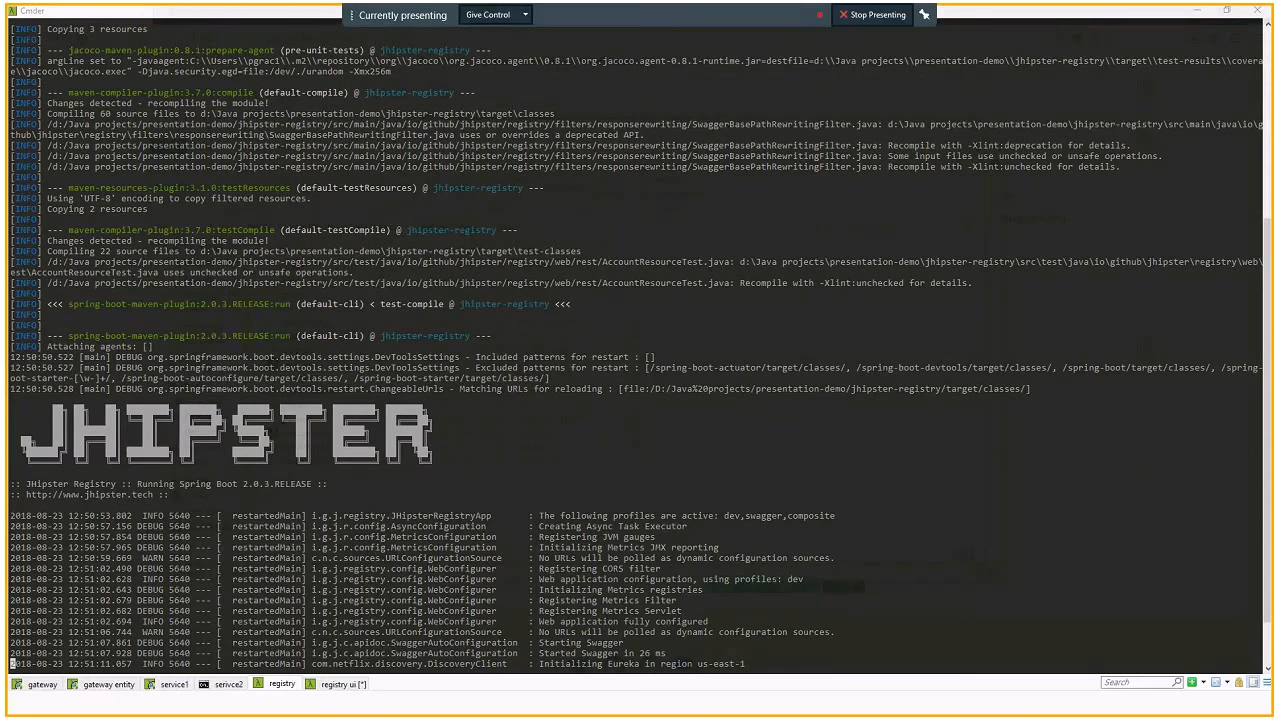 Cmder
Currently presenting
Give Control
Stop Presenting
[INFO] Copying 3 resources
[INFO]
[INFO] --- jacoco-maven-plugin:0.8.1:prepare-agent (pre-unit-tests) @ jhipster-registry ---
[INFO] argLine set to "-javaagent:C:\\Users\\pgrac1\\.m2\\repository\\org\\jacoco\\org.jacoco.agent\\0.8.1\\org.jacoco.agent-0.8.1-runtime.jar=destfile=d:\\Java projects\\presentation-demo\\jhipster-registry\\target\\test-results\\covera
e\\jacoco\\jacoco.exec" -Djava.security.egd=file:/dev/./urandom -Xmx256m
[INFO]
[INFO] --- maven-compiler-plugin:3.7.0:compile (default-compile) @ jhipster-registry ---
[INFO] Changes detected - recompiling the module!
[INFO] Compiling 60 source files to d:\Java projects\presentation-demo\jhipster-registry\target\classes
[INFO] /d:/Java projects/presentation-demo/jhipster-registry/src/main/java/io/github/jhipster/registry/filters/responserewriting/SwaggerBasePathRewritingFilter.java: d:\Java projects\presentation-demo\jhipster-registry\src\main\java\io\g
hub\jhipster\registry\filters\responserewriting\SwaggerBasePathRewritingFilter.java uses or overrides a deprecated API.
[INFO] /d:/Java projects/presentation-demo/jhipster-registry/src/main/java/io/github/jhipster/registry/filters/responserewriting/SwaggerBasePathRewritingFilter.java: Recompile with -Xlint:deprecation for details.
[INFO] /d:/Java projects/presentation-demo/jhipster-registry/src/main/java/io/github/jhipster/registry/filters/responserewriting/SwaggerBasePathRewritingFilter.java: Some input files use unchecked or unsafe operations.
[INFO] /d:/Java projects/presentation-demo/jhipster-registry/src/main/java/io/github/jhipster/registry/filters/responserewriting/SwaggerBasePathRewritingFilter.java: Recompile with -Xlint:unchecked for details.
[INFO]
[INFO] --- maven-resources-plugin:3.1.0:testResources (default-testResources) @ jhipster-registry ---
[INFO] Using 'UTF-8' encoding to copy filtered resources.
[INFO] Copying 2 resources
[INFO]
[INFO] --- maven-compiler-plugin:3.7.0:testCompile (default-testCompile) @ jhipster-registry ---
[INFO] Changes detected - recompiling the module!
[INFO] Compiling 22 source files to d:\Java projects\presentation-demo\jhipster-registry\target\test-classes
[INFO] /d:/Java projects/presentation-demo/jhipster-registry/src/test/java/io/github/jhipster/registry/web/rest/AccountResourceTest.java: d:\Java projects\presentation-demo\jhipster-registry\src\test\java\io\github\jhipster\registry\web\
est\AccountResourceTest.java uses unchecked or unsafe operations.
[INFO] /d:/Java projects/presentation-demo/jhipster-registry/src/test/java/io/github/jhipster/registry/web/rest/AccountResourceTest.java: Recompile with -Xlint:unchecked for details.
[INFO]
[INFO] <<< spring-boot-maven-plugin:2.0.3.RELEASE:run (default-cli) < test-compile @ jhipster-registry <<<
[INFO]
[INFO]
[INFO] --- spring-boot-maven-plugin:2.0.3.RELEASE:run (default-cli) @ jhipster-registry ---
[INFO] Attaching agents: []
12:50:50.522 [main] DEBUG org.springframework.boot.devtools.settings.DevToolsSettings - Included patterns for restart : []
12:50:50.527 [main] DEBUG org.springframework.boot.devtools.settings.DevToolsSettings - Excluded patterns for restart : [/spring-boot-actuator/target/classes/, /spring-boot-devtools/target/classes/, /spring-boot/target/classes/, /spring-
oot-starter-[\w-]+/, /spring-boot-autoconfigure/target/classes/, /spring-boot-starter/target/classes/]
12:50:50.528 [main] DEBUG org.springframework.boot.devtools.restart.ChangeableUrls - Matching URLs for reloading : [file:/D:/Java%20projects/presentation-demo/jhipster-registry/target/classes/]
JHIPSTER
:: JHipster Registry :: Running Spring Boot 2.0.3.RELEASE ::
:: http://www.jhipster.tech ::
2018-08-23 12:50:53.802 INFO 5640 --- [ restartedMain] i.g.j.registry.JHipsterRegistryApp : The following profiles are active: dev,swagger,composite
2018-08-23 12:50:57.156 DEBUG 5640 --- [ restartedMain] i.g.j.r.config.AsyncConfiguration : Creating Async Task Executor
2018-08-23 12:50:57.854 DEBUG 5640 --- [ restartedMain] i.g.j.r.config.MetricsConfiguration : Registering JVM gauges
2018-08-23 12:50:57.965 DEBUG 5640 --- [ restartedMain] i.g.j.r.config.MetricsConfiguration : Initializing Metrics JMX reporting
2018-08-23 12:50:59.669 WARN 5640 --- [ restartedMain] c.n.c.sources.URLConfigurationSource : No URLs will be polled as dynamic configuration sources.
2018-08-23 12:51:02.490 DEBUG 5640 --- [ restartedMain] i.g.j.r.config.WebConfigurer : Registering CORS filter
2018-08-23 12:51:02.628 INFO 5640 --- [ restartedMain] i.g.j.r.config.WebConfigurer : Web application configuration, using profiles: dev
2018-08-23 12:51:02.643 DEBUG 5640 --- [ restartedMain] i.g.j.r.config.WebConfigurer : Initializing Metrics registries
2018-08-23 12:51:02.679 DEBUG 5640 --- [ restartedMain] i.g.j.r.config.WebConfigurer : Registering Metrics Filter
2018-08-23 12:51:02.682 DEBUG 5640 --- [ restartedMain] i.g.j.r.config.WebConfigurer : Registering Metrics Servlet
2018-08-23 12:51:02.694 INFO 5640 --- [ restartedMain] i.g.j.r.config.WebConfigurer : Web application fully configured
2018-08-23 12:51:06.744 WARN 5640 --- [ restartedMain] c.n.c.sources.URLConfigurationSource : No URLs will be polled as dynamic configuration sources.
2018-08-23 12:51:07.861 DEBUG 5640 --- [ restartedMain] i.g.j.c.apidoc.SwaggerAutoConfiguration : Starting Swagger
2018-08-23 12:51:07.928 DEBUG 5640 --- [ restartedMain] i.g.j.c.apidoc.SwaggerAutoConfiguration : Started Swagger in 26 ms
2018-08-23 12:51:11.057 INFO 5640 --- [ restartedMain] com.netflix.discovery.DiscoveryClient : Initializing Eureka in region us-east-1
gateway
gateway entity
service1
serivce2
registry
registry ui [*]
Search